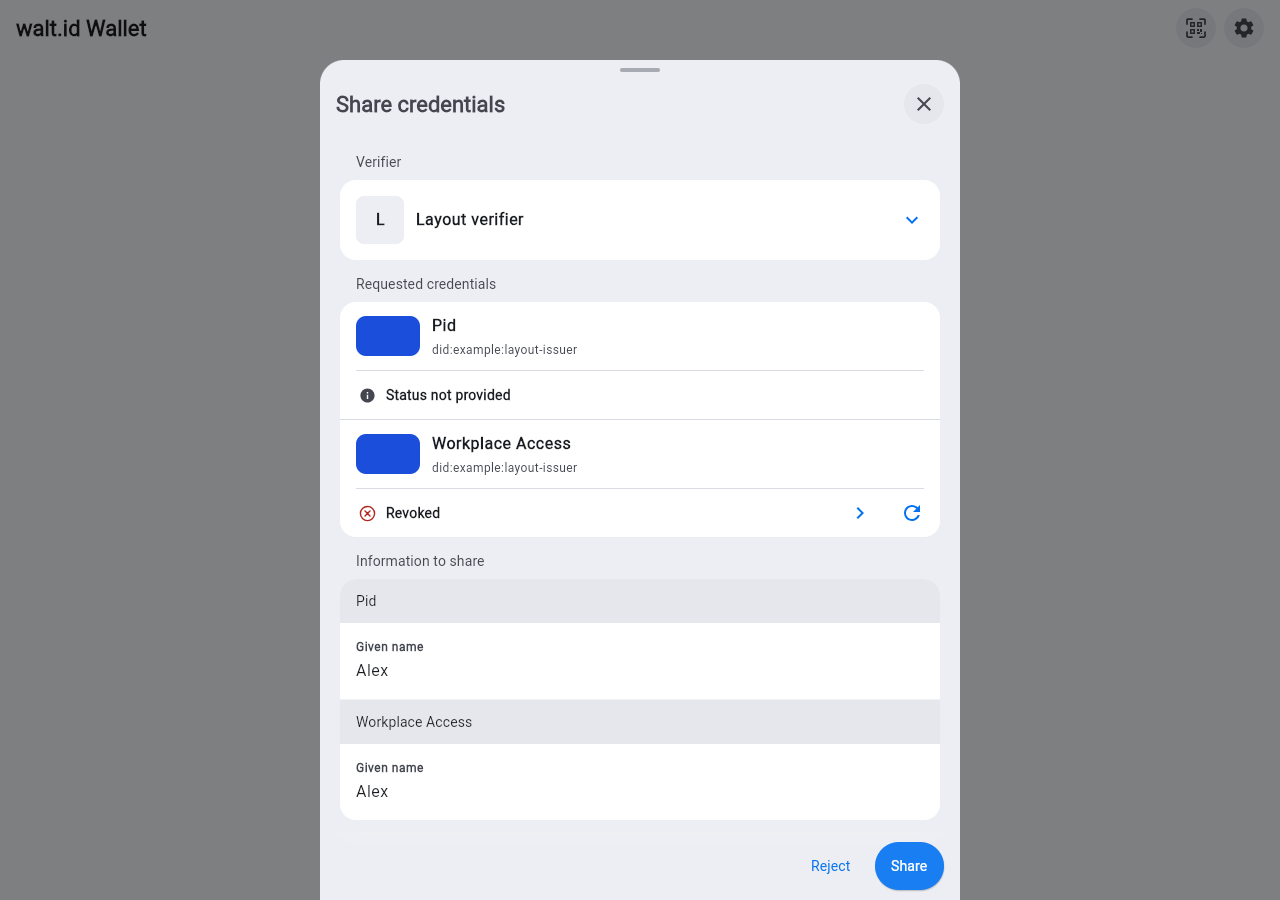 walt.id Wallet
Share credentials
Verifier
L
Layout verifier
Requested credentials
Pid
did:example:layout-issuer
Status not provided
Workplace Access
did:example:layout-issuer
Revoked
Information to share
Pid
Given name
Alex
Workplace Access
Given name
Alex
Reject
Share